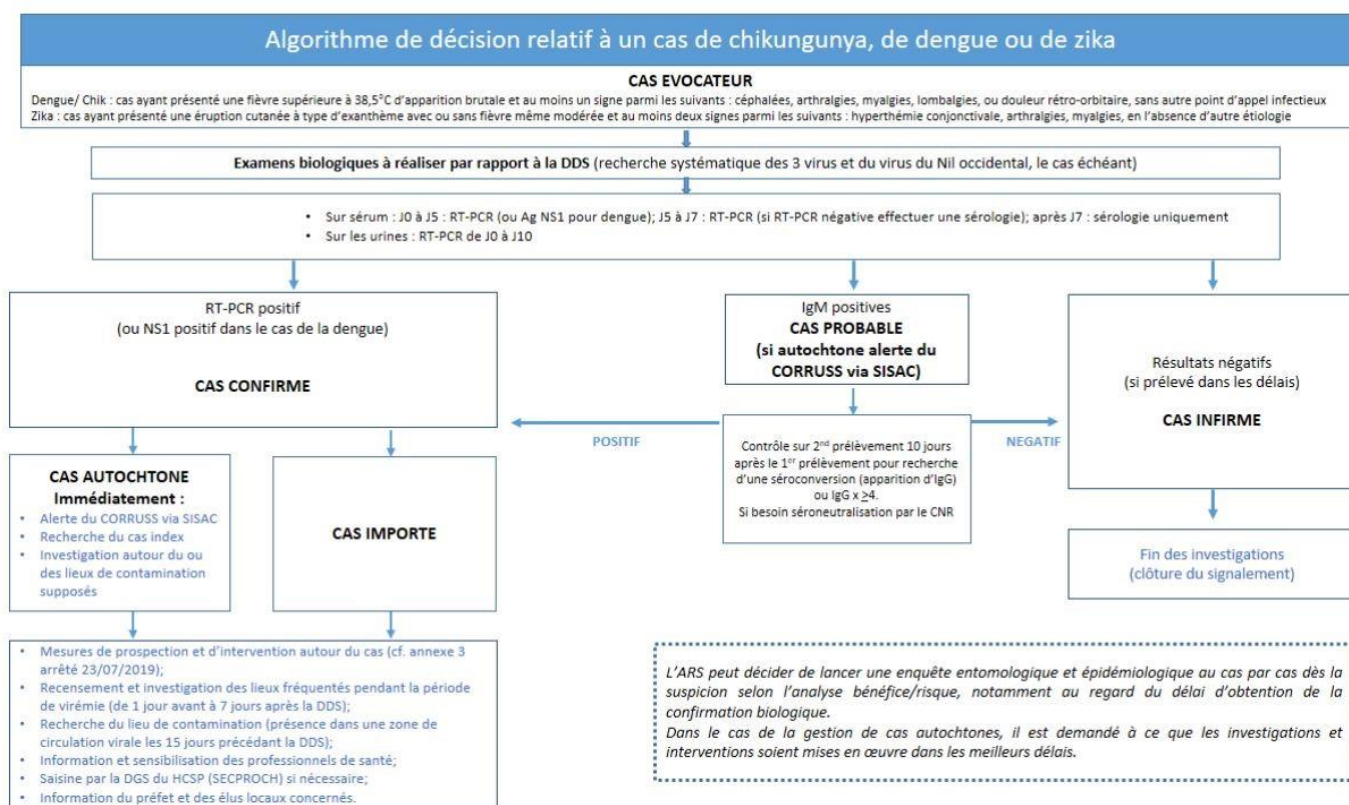 Algorithme de décision relatif à un cas de chikungunya, de dengue ou de zika
CAS EVOCATEUR
Dengue/ Chik : cas ayant présenté une fièvre supérieure à 38,5°C d’apparition brutale et au moins un signe parmi les suivants : céphalées, arthralgies, myalgies, lombalgies, ou douleur rétro-orbitaire, sans autre point d’appel infectieux
Zika : cas ayant présenté une éruption cutanée à type d’exanthème avec ou sans fièvre même modérée et au moins deux signes parmi les suivants : hyperthémie conjonctivale, arthralgies, myalgies, en l’absence d’autre étiologie
Examens biologiques à réaliser par rapport à la DDS (recherche systématique des 3 virus et du virus du Nil occidental, le cas échéant)
• Sur sérum : J0 à J5 : RT-PCR (ou Ag NS1 pour dengue); J5 à J7 : RT-PCR (si RT-PCR négative effectuer une sérologie); après J7 : sérologie uniquement
• Sur les urines : RT-PCR de J0 à J10
RT-PCR positif
(ou NS1 positif dans le cas de la dengue)
CAS CONFIRME
IgM positives
CAS PROBABLE
(si autochtone alerte du
CORRUSS via SISAC)
Résultats négatifs
(si prélevé dans les délais)
CAS INFIRME
POSITIF
NEGATIF
Contrôle sur 2nd prélèvement 10 jours
après le 1er prélèvement pour recherche
d’une séroconversion (apparition d’IgG)
ou IgG x ≥4.
Si besoin séroneutralisation par le CNR
CAS AUTOCHTONE
Immédiatement :
• Alerte du CORRUSS via SISAC
• Recherche du cas index
• Investigation autour du ou
des lieux de contamination
supposés
CAS IMPORTE
Fin des investigations
(clôture du signalement)
• Mesures de prospection et d’intervention autour du cas (cf. annexe 3
arrêté 23/07/2019);
• Recensement et investigation des lieux fréquentés pendant la période
de virémie (de 1 jour avant à 7 jours après la DDS);
• Recherche du lieu de contamination (présence dans une zone de
circulation virale les 15 jours précédant la DDS);
• Information et sensibilisation des professionnels de santé;
• Saisine par la DGS du HCSP (SECPROCH) si nécessaire;
• Information du préfet et des élus locaux concernés.
L’ARS peut décider de lancer une enquête entomologique et épidémiologique au cas par cas dès la
suspicion selon l’analyse bénéfice/risque, notamment au regard du délai d’obtention de la
confirmation biologique.
Dans le cas de la gestion de cas autochtones, il est demandé à ce que les investigations et
interventions soient mises en œuvre dans les meilleurs délais.